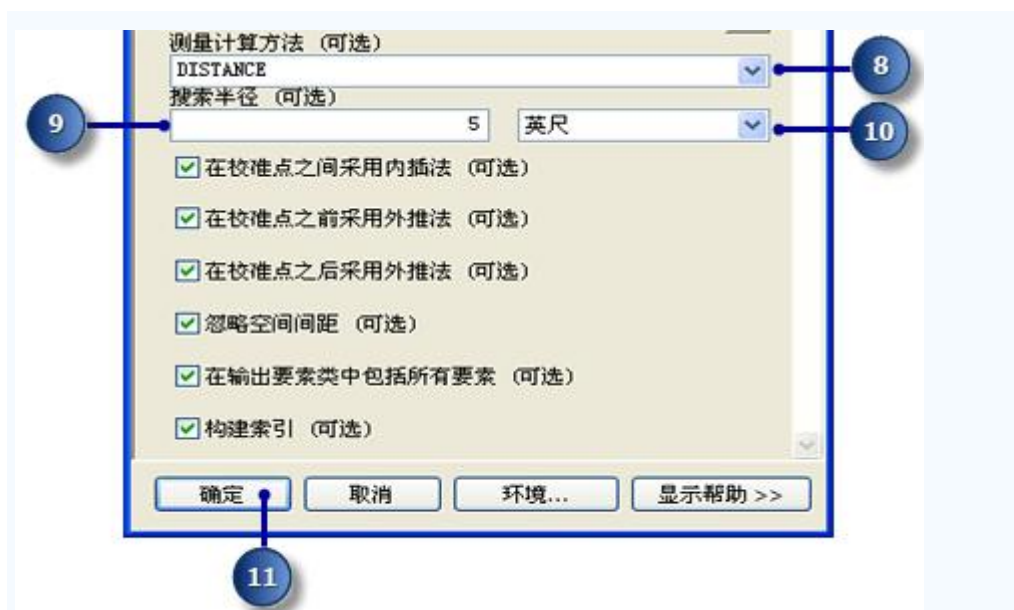 测量计算方法 (可选)
DISTANCE
8
搜索半径 (可选)
9
5
英尺
10
在校准点之间采用内插法 (可选)
在校准点之前采用外推法 (可选)
在校准点之后采用外推法 (可选)
忽略空间间距 (可选)
在输出要素类中包括所有要素 (可选)
构建索引 (可选)
确定
取消
环境...
显示帮助 >>
11